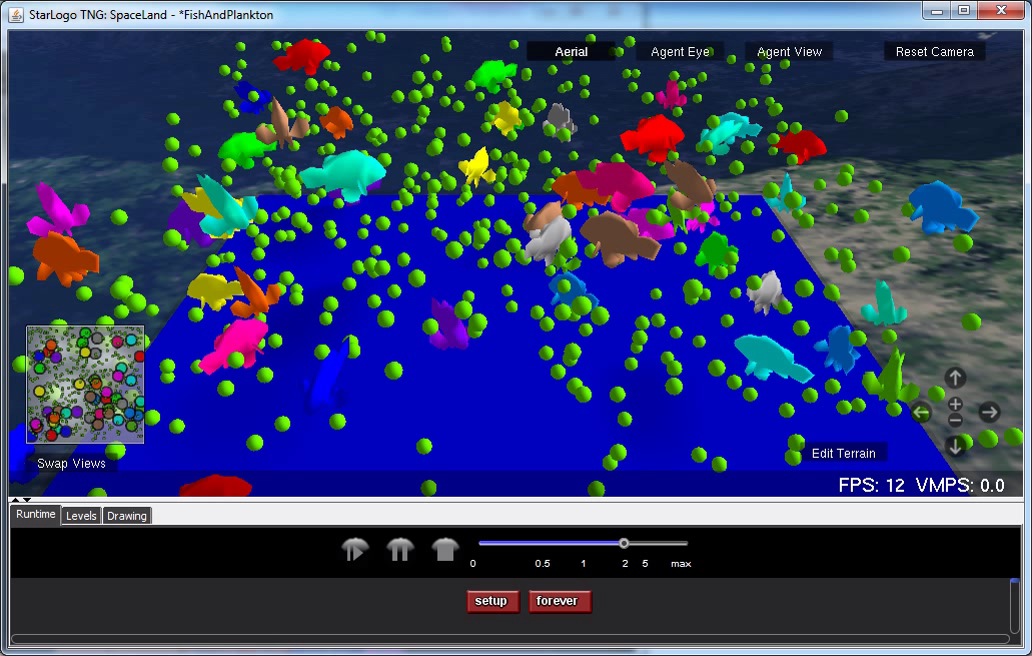 StarLogo TNG: SpaceLand - *FishAndPlankton
Aerial Agent Eye Agent View Reset Camera
Swap Views
Edit Terrain
FPS: 12 VMPS: 0.0
Runtime Levels Drawing
0 0.5 1 2 5 max
setup forever